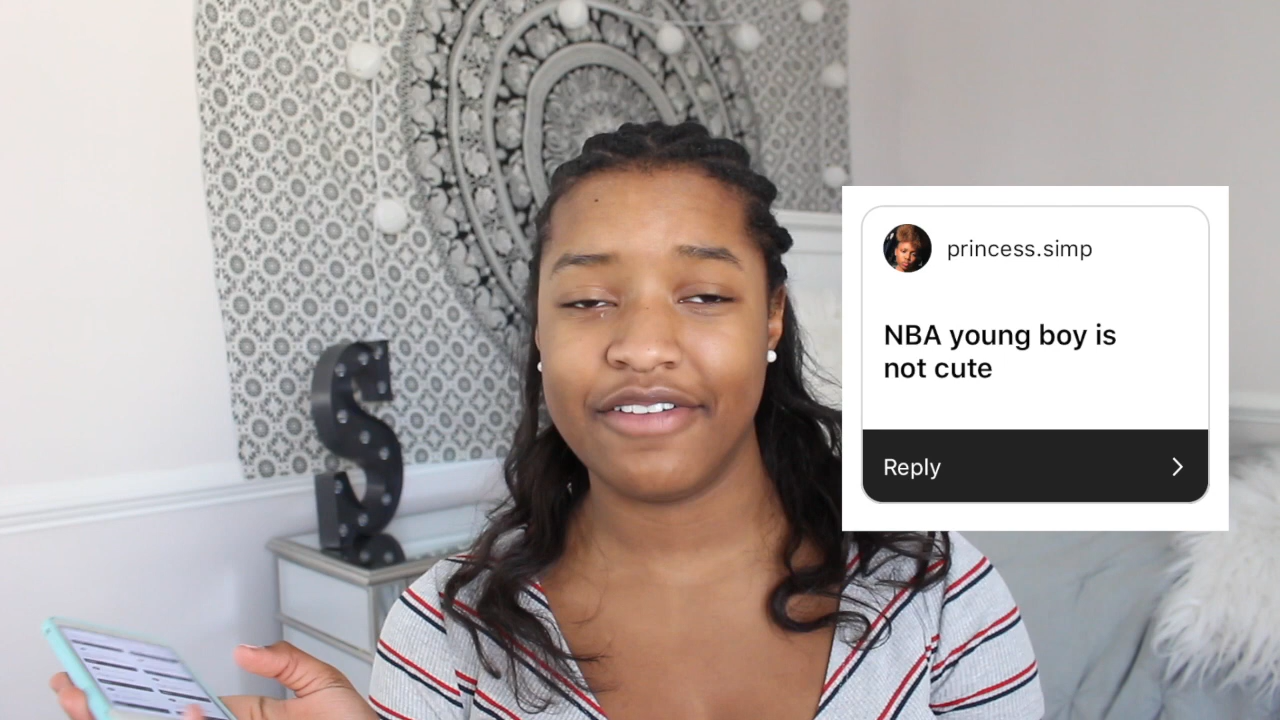 S
princess.simp
NBA young boy is
not cute
Reply